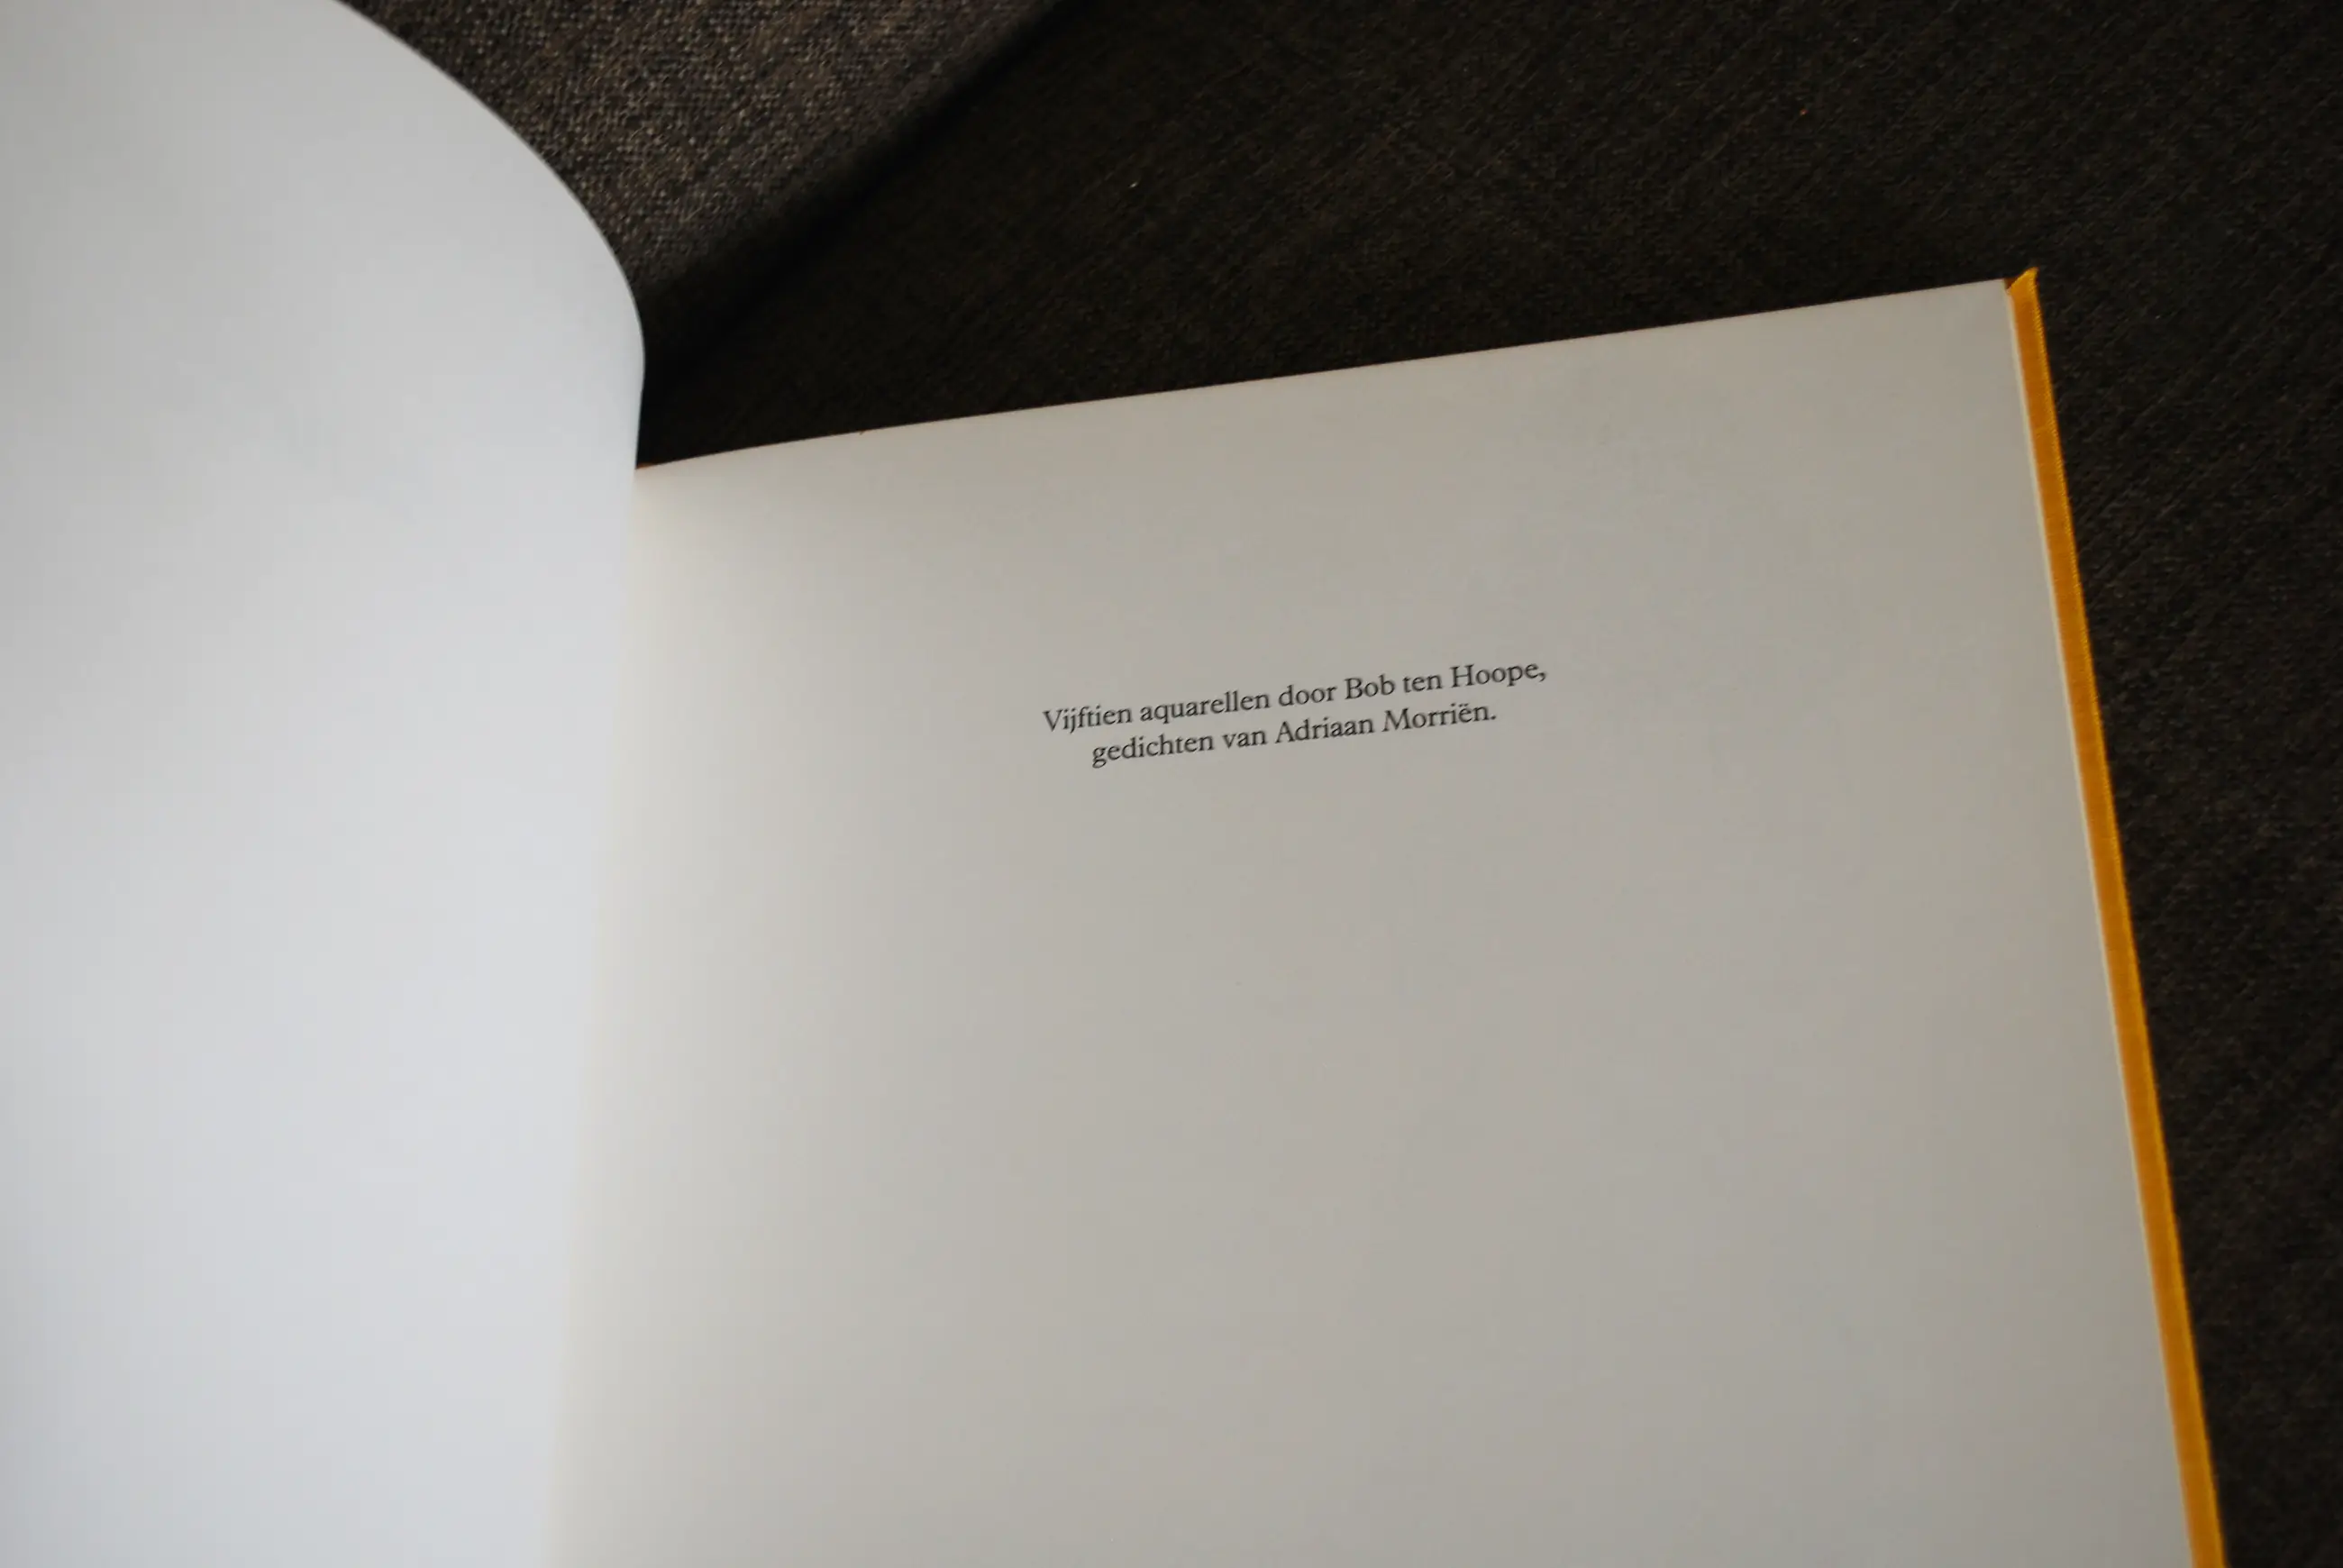 Vijftien aquarellen door Bob ten Hoope,
gedichten van Adriaan Morriën.